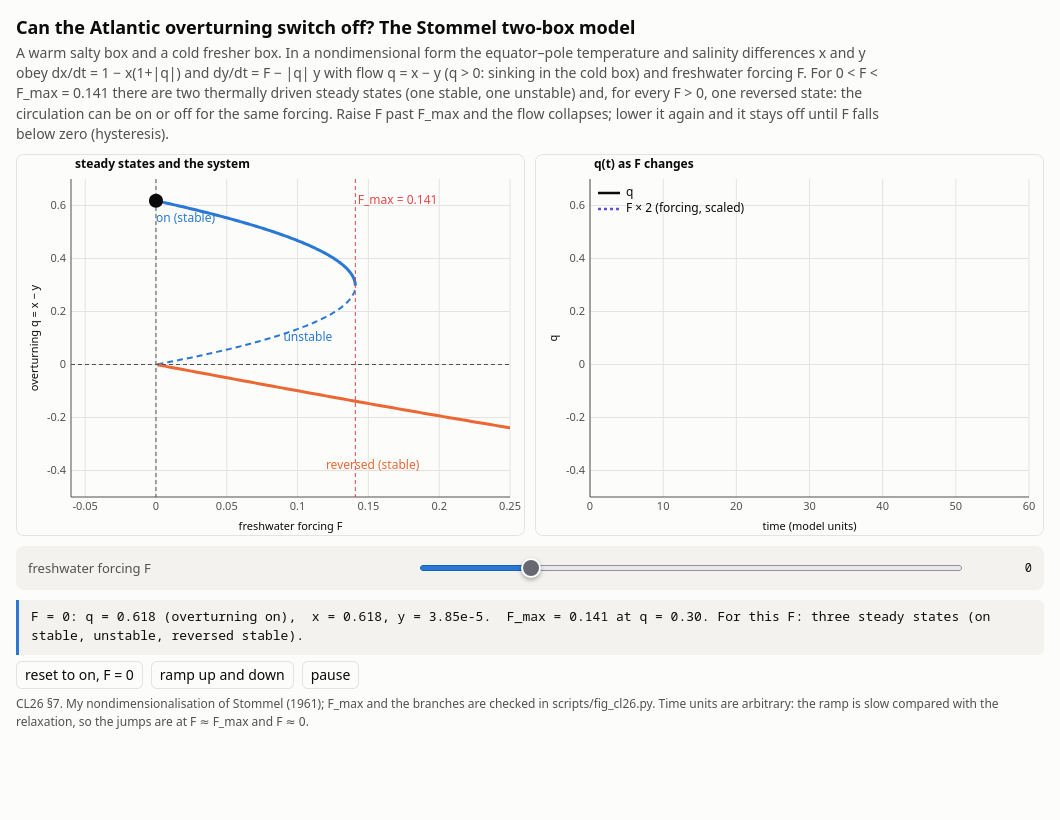 Can the Atlantic overturning switch off? The Stommel two-box model
A warm salty box and a cold fresher box. In a nondimensional form the equator–pole temperature and salinity differences x and y
obey dx/dt = 1 − x(1+|q|) and dy/dt = F − |q| y with flow q = x − y (q > 0: sinking in the cold box) and freshwater forcing F. For 0 < F <
F_max = 0.141 there are two thermally driven steady states (one stable, one unstable) and, for every F > 0, one reversed state: the
circulation can be on or off for the same forcing. Raise F past F_max and the flow collapses; lower it again and it stays off until F falls
below zero (hysteresis).
steady states and the system
F_max = 0.141
on (stable)
unstable
reversed (stable)
0.6
0.4
0.2
0
-0.2
-0.4
overturning q = x − y
-0.05 0 0.05 0.1 0.15 0.2 0.25
freshwater forcing F
q(t) as F changes
q
F × 2 (forcing, scaled)
0.6
0.4
0.2
0
-0.2
-0.4
q
0 10 20 30 40 50 60
time (model units)
freshwater forcing F 0
F = 0: q = 0.618 (overturning on), x = 0.618, y = 3.85e-5. F_max = 0.141 at q = 0.30. For this F: three steady states (on
stable, unstable, reversed stable).
reset to on, F = 0 ramp up and down pause
CL26 §7. My nondimensionalisation of Stommel (1961); F_max and the branches are checked in scripts/fig_cl26.py. Time units are arbitrary: the ramp is slow compared with the
relaxation, so the jumps are at F ≈ F_max and F ≈ 0.